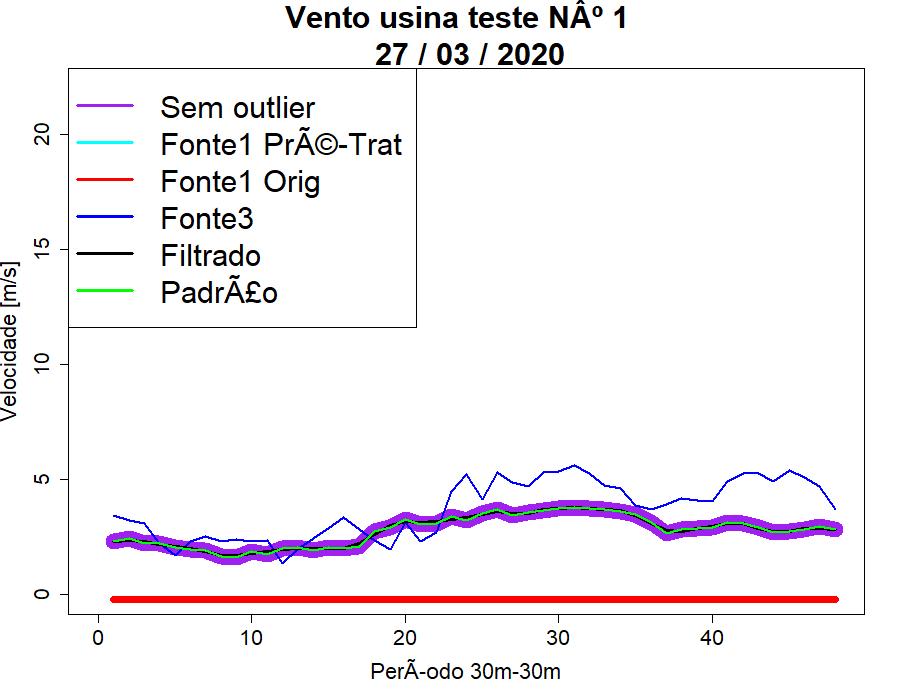 Vento usina teste NÂº 1
27 / 03 / 2020
Sem outlier
Fonte1 PrÃ©-Trat
Fonte1 Orig
Fonte3
Filtrado
PadrÃ£o
Velocidade [m/s]
20
15
10
5
0
0 10 20 30 40
PerÃ-odo 30m-30m